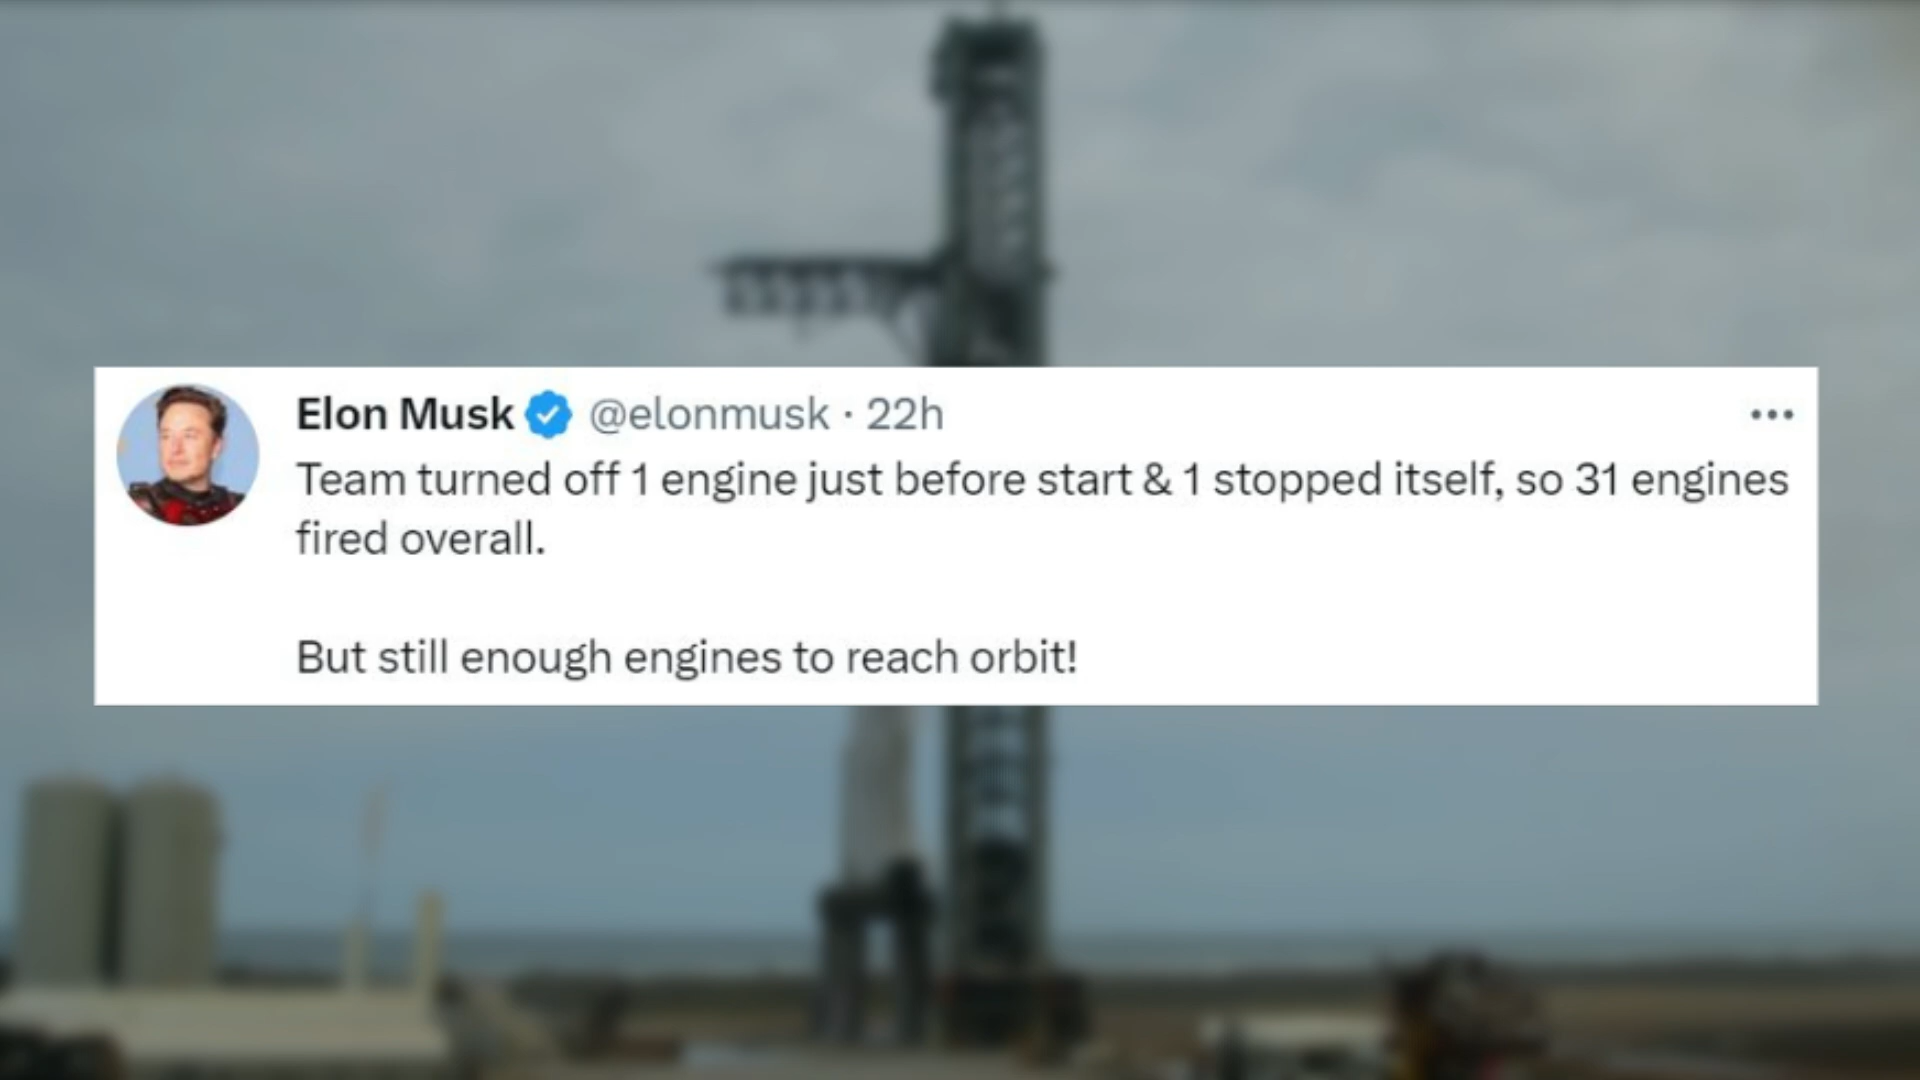 Elon Musk @elonmusk · 22h
Team turned off 1 engine just before start & 1 stopped itself, so 31 engines
fired overall.
But still enough engines to reach orbit!